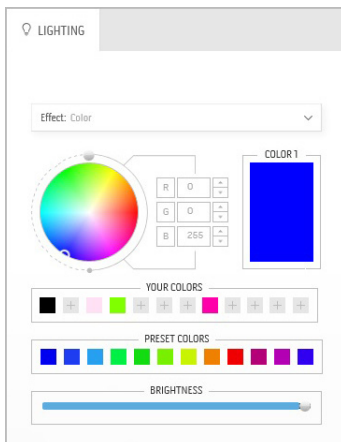 LIGHTING
Effect: Color
COLOR 1
R 0
G 0
B 255
YOUR COLORS
PRESET COLORS
BRIGHTNESS